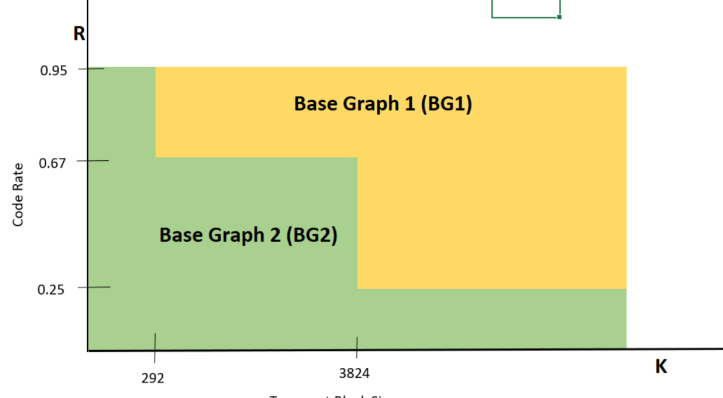 R
0.95
Base Graph 1 (BG1)
0.67
Code Rate
Base Graph 2 (BG2)
0.25
292
3824
K